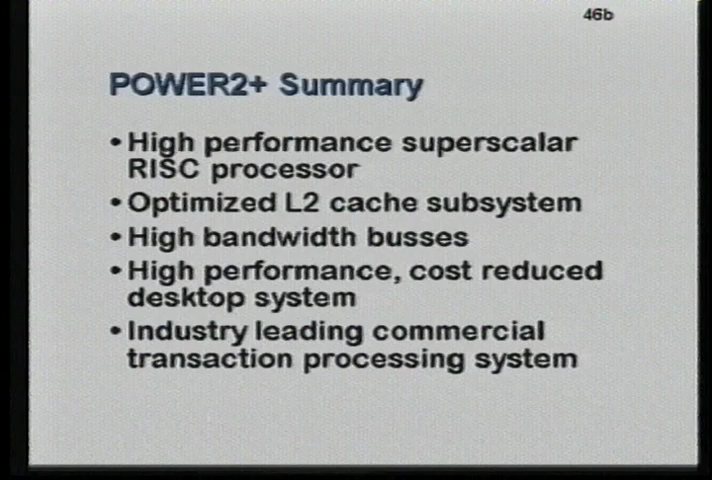 46b
POWER2+ Summary
• High performance superscalar
RISC processor
• Optimized L2 cache subsystem
• High bandwidth busses
• High performance, cost reduced
desktop system
• Industry leading commercial
transaction processing system